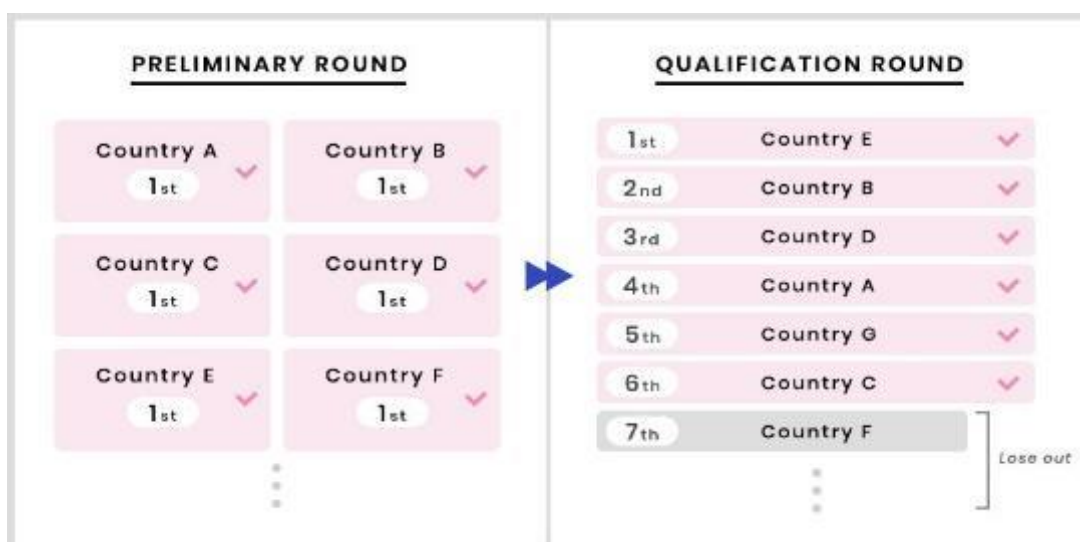 PRELIMINARY ROUND
Country A
1st
Country B
1st
Country C
1st
Country D
1st
Country E
1st
Country F
1st
QUALIFICATION ROUND
1st Country E
2nd Country B
3rd Country D
4th Country A
5th Country G
6th Country C
7th Country F
Lose out